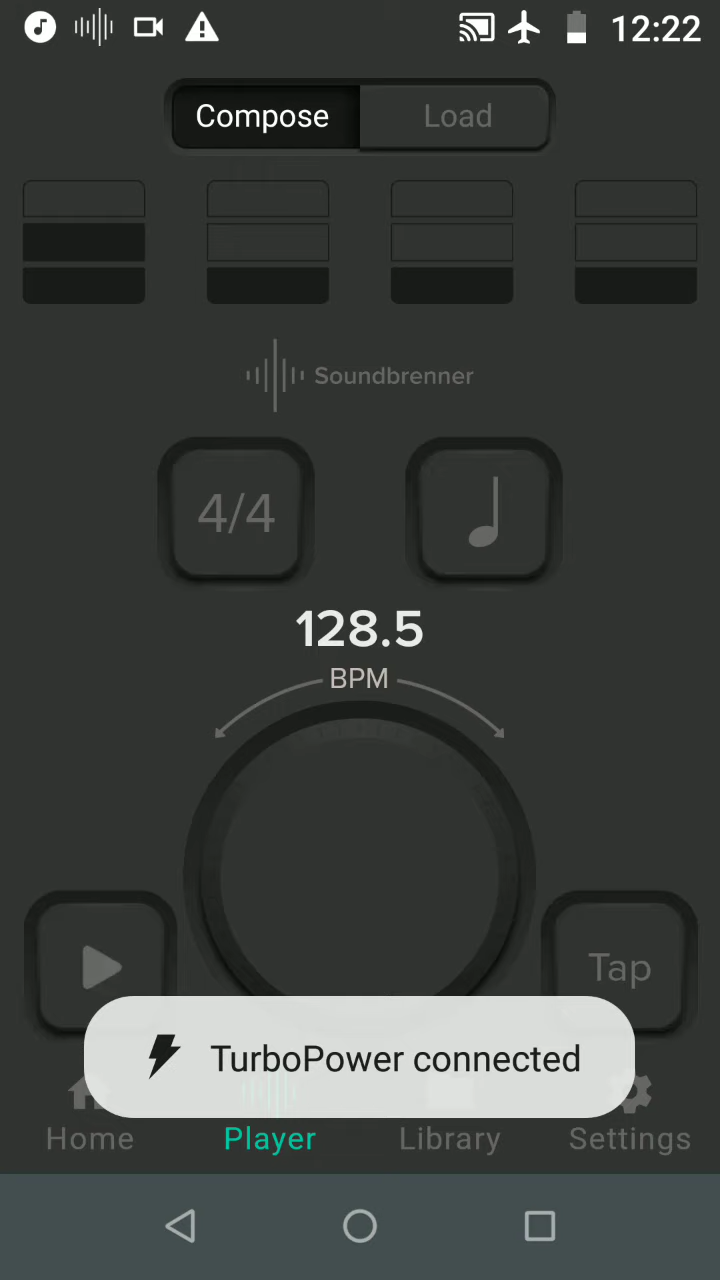 12:22
Compose Load
Soundbrenner
4/4
128.5
BPM
Tap
TurboPower connected
Home Player Library Settings